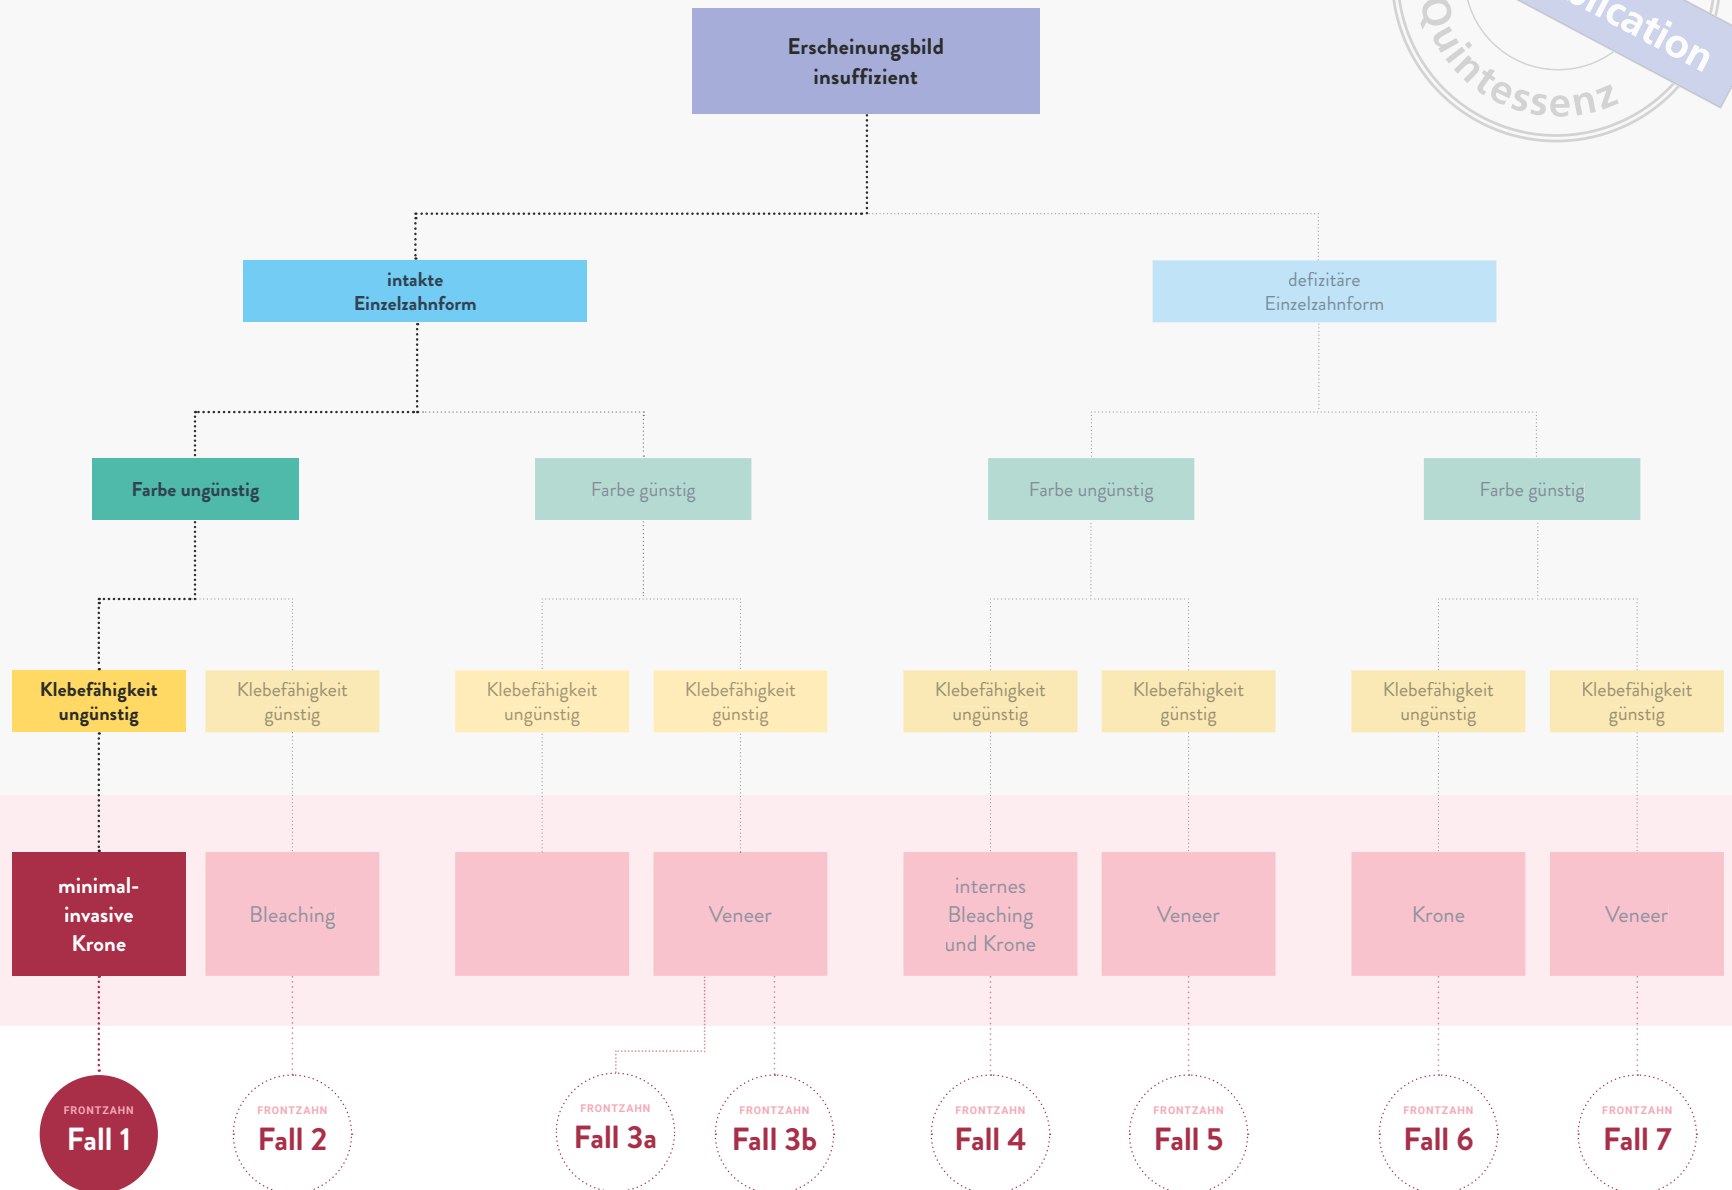 Erscheinungsbild
insuffizient
Quintessenz
intakte
Einzelzahnform
defizitäre
Einzelzahnform
Farbe ungünstig
Farbe günstig
Farbe ungünstig
Farbe günstig
Klebefähigkeit
ungünstig
Klebefähigkeit
günstig
Klebefähigkeit
ungünstig
Klebefähigkeit
günstig
Klebefähigkeit
ungünstig
Klebefähigkeit
günstig
Klebefähigkeit
ungünstig
Klebefähigkeit
günstig
minimal-
invasive
Krone
Bleaching
Veneer
internes
Bleaching
und Krone
Veneer
Krone
Veneer
FRONTZAHN
Fall 1
FRONTZAHN
Fall 2
FRONTZAHN
Fall 3a
FRONTZAHN
Fall 3b
FRONTZAHN
Fall 4
FRONTZAHN
Fall 5
FRONTZAHN
Fall 6
FRONTZAHN
Fall 7